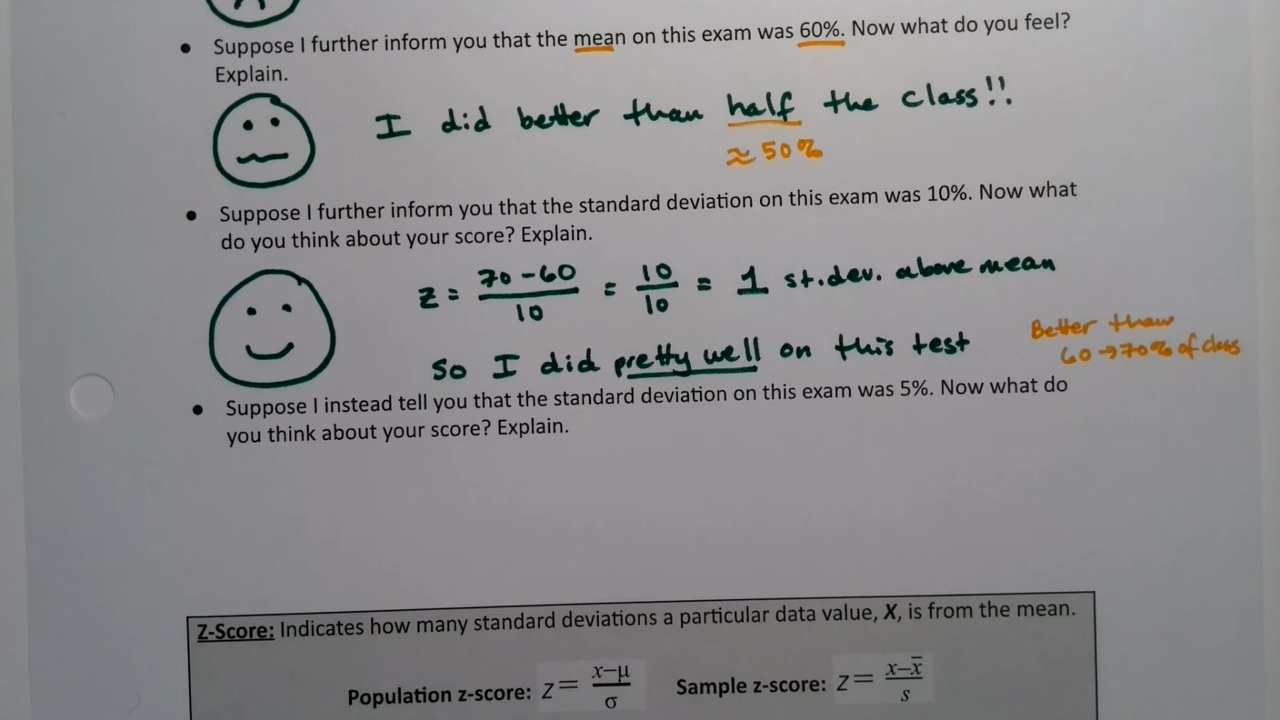 • Suppose I further inform you that the mean on this exam was 60%. Now what do you feel?
Explain.
I did better than half the class!!
≈ 50%
• Suppose I further inform you that the standard deviation on this exam was 10%. Now what
do you think about your score? Explain.
z = 70-60/10 = 10/10 = 1 st.dev. above mean
so I did pretty well on this test
Better than
60→70% of class
• Suppose I instead tell you that the standard deviation on this exam was 5%. Now what do
you think about your score? Explain.
Z-Score: Indicates how many standard deviations a particular data value, X, is from the mean.
Population z-score: z= x-μ/σ Sample z-score: z= x-x̄/s